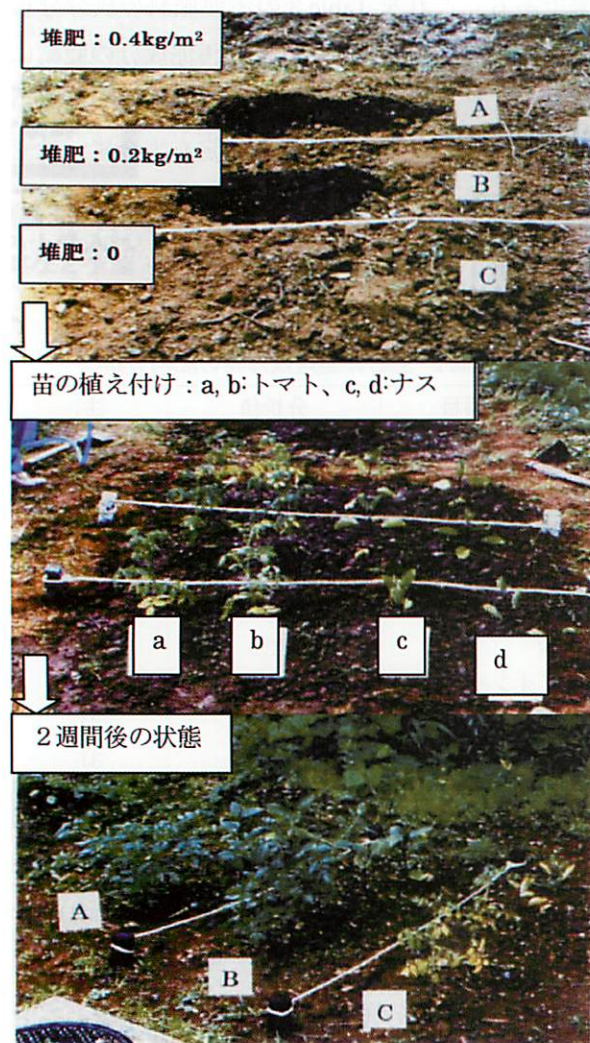 堆肥：0.4kg/m²
A
堆肥：0.2kg/m²
B
堆肥：0
C
苗の植え付け：a, b:トマト、c, d:ナス
a
b
c
d
２週間後の状態
A
B
C